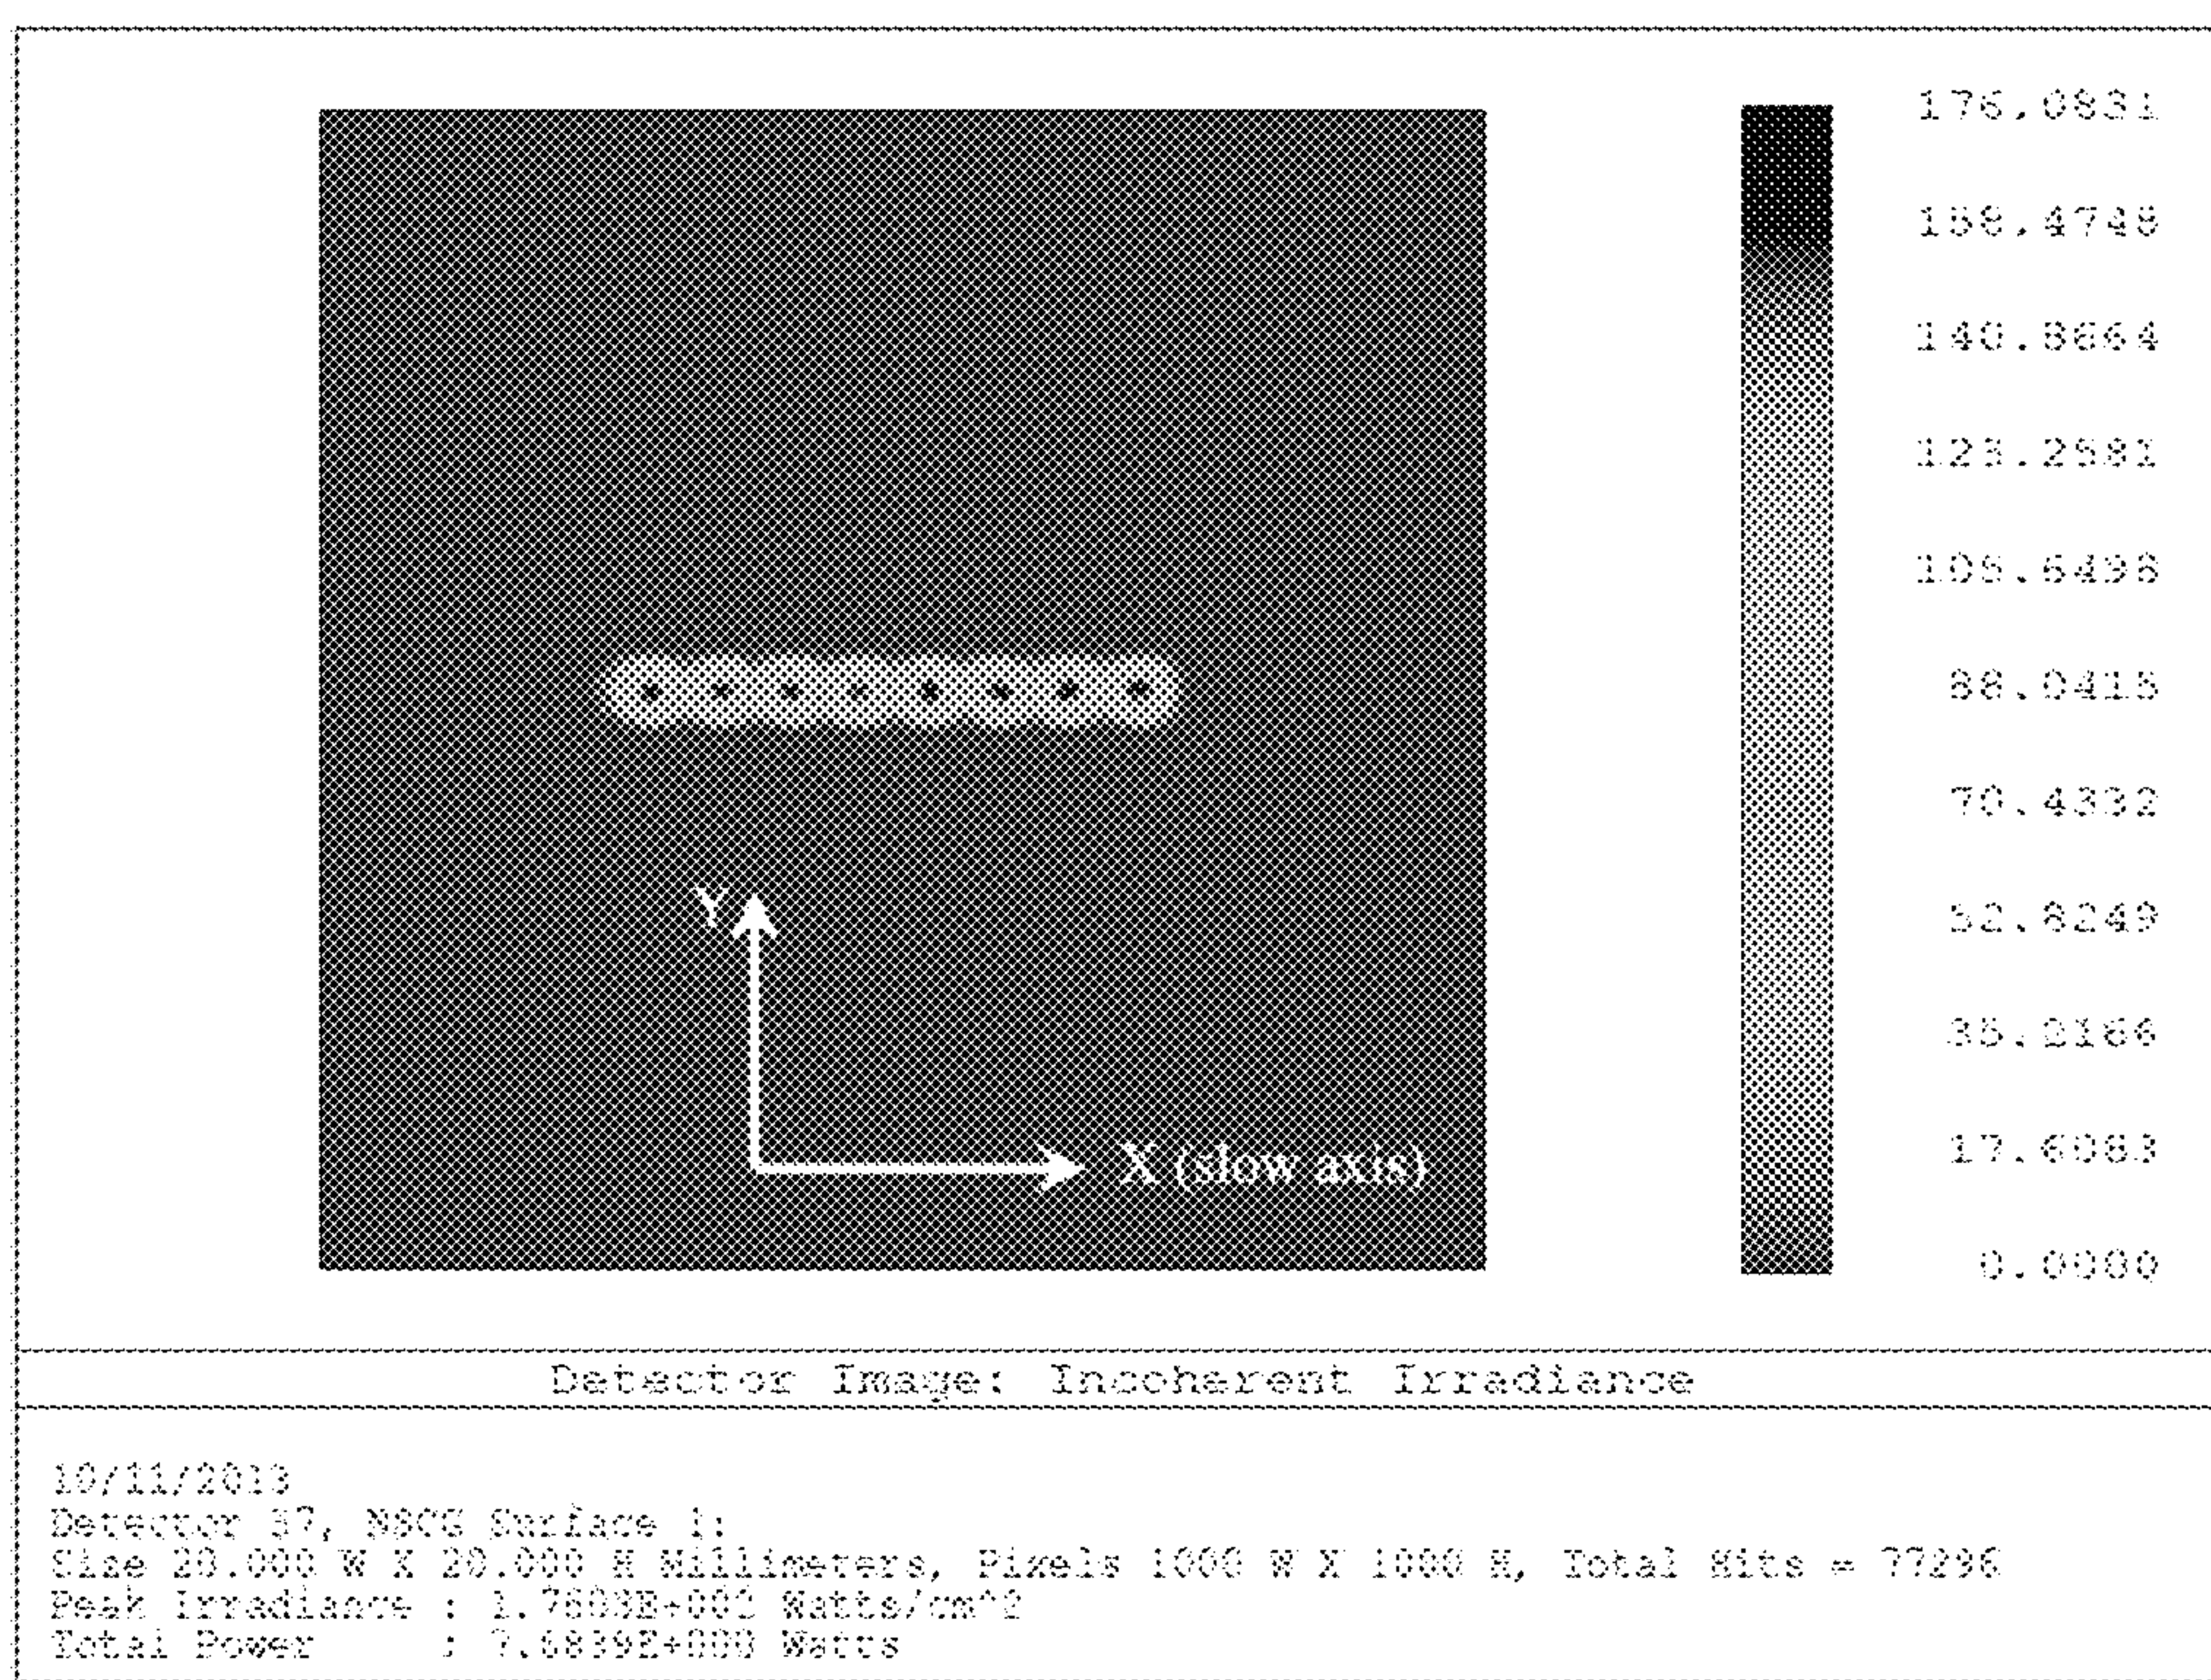 176.0831
158.4748
140.8664
123.2581
105.6498
88.0415
70.4332
52.8249
35.2166
17.6083
0.0000
Y
X (slow axis)
Detector Image: Incoherent Irradiance
10/11/2013
Detector 37, NSCG Surface 1:
Size 20.000 W X 20.000 H Millimeters, Pixels 1000 W X 1000 H, Total Hits = 77296
Peak Irradiance : Watts/cm^2
Total Power : 7.6839E+000 Watts